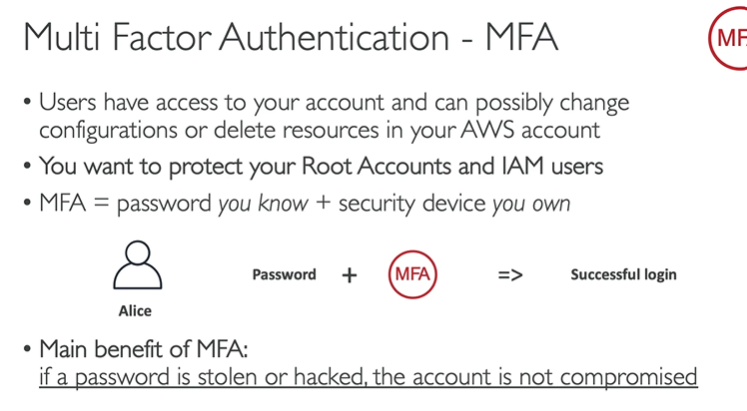 Multi Factor Authentication - MFA
• Users have access to your account and can possibly change
configurations or delete resources in your AWS account
• You want to protect your Root Accounts and IAM users
• MFA = password you know + security device you own
Password + MFA => Successful login
Alice
• Main benefit of MFA:
if a password is stolen or hacked, the account is not compromised